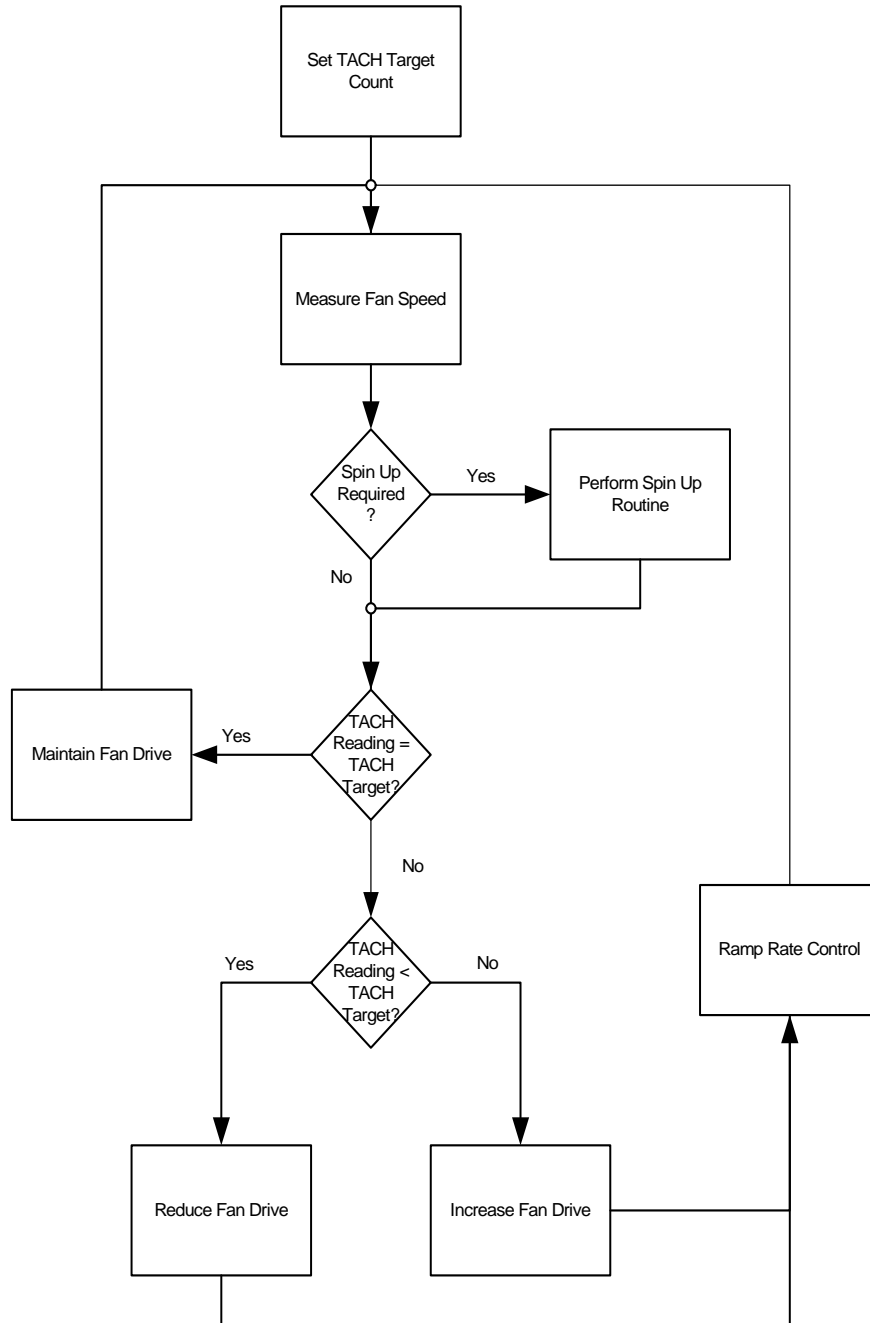 Set TACH Target
Count
Measure Fan Speed
Spin Up
Required
?
Yes
Perform Spin Up
Routine
No
TACH
Reading =
TACH
Target?
Yes
Maintain Fan Drive
No
TACH
Reading <
TACH
Target?
Yes
No
Ramp Rate Control
Reduce Fan Drive
Increase Fan Drive